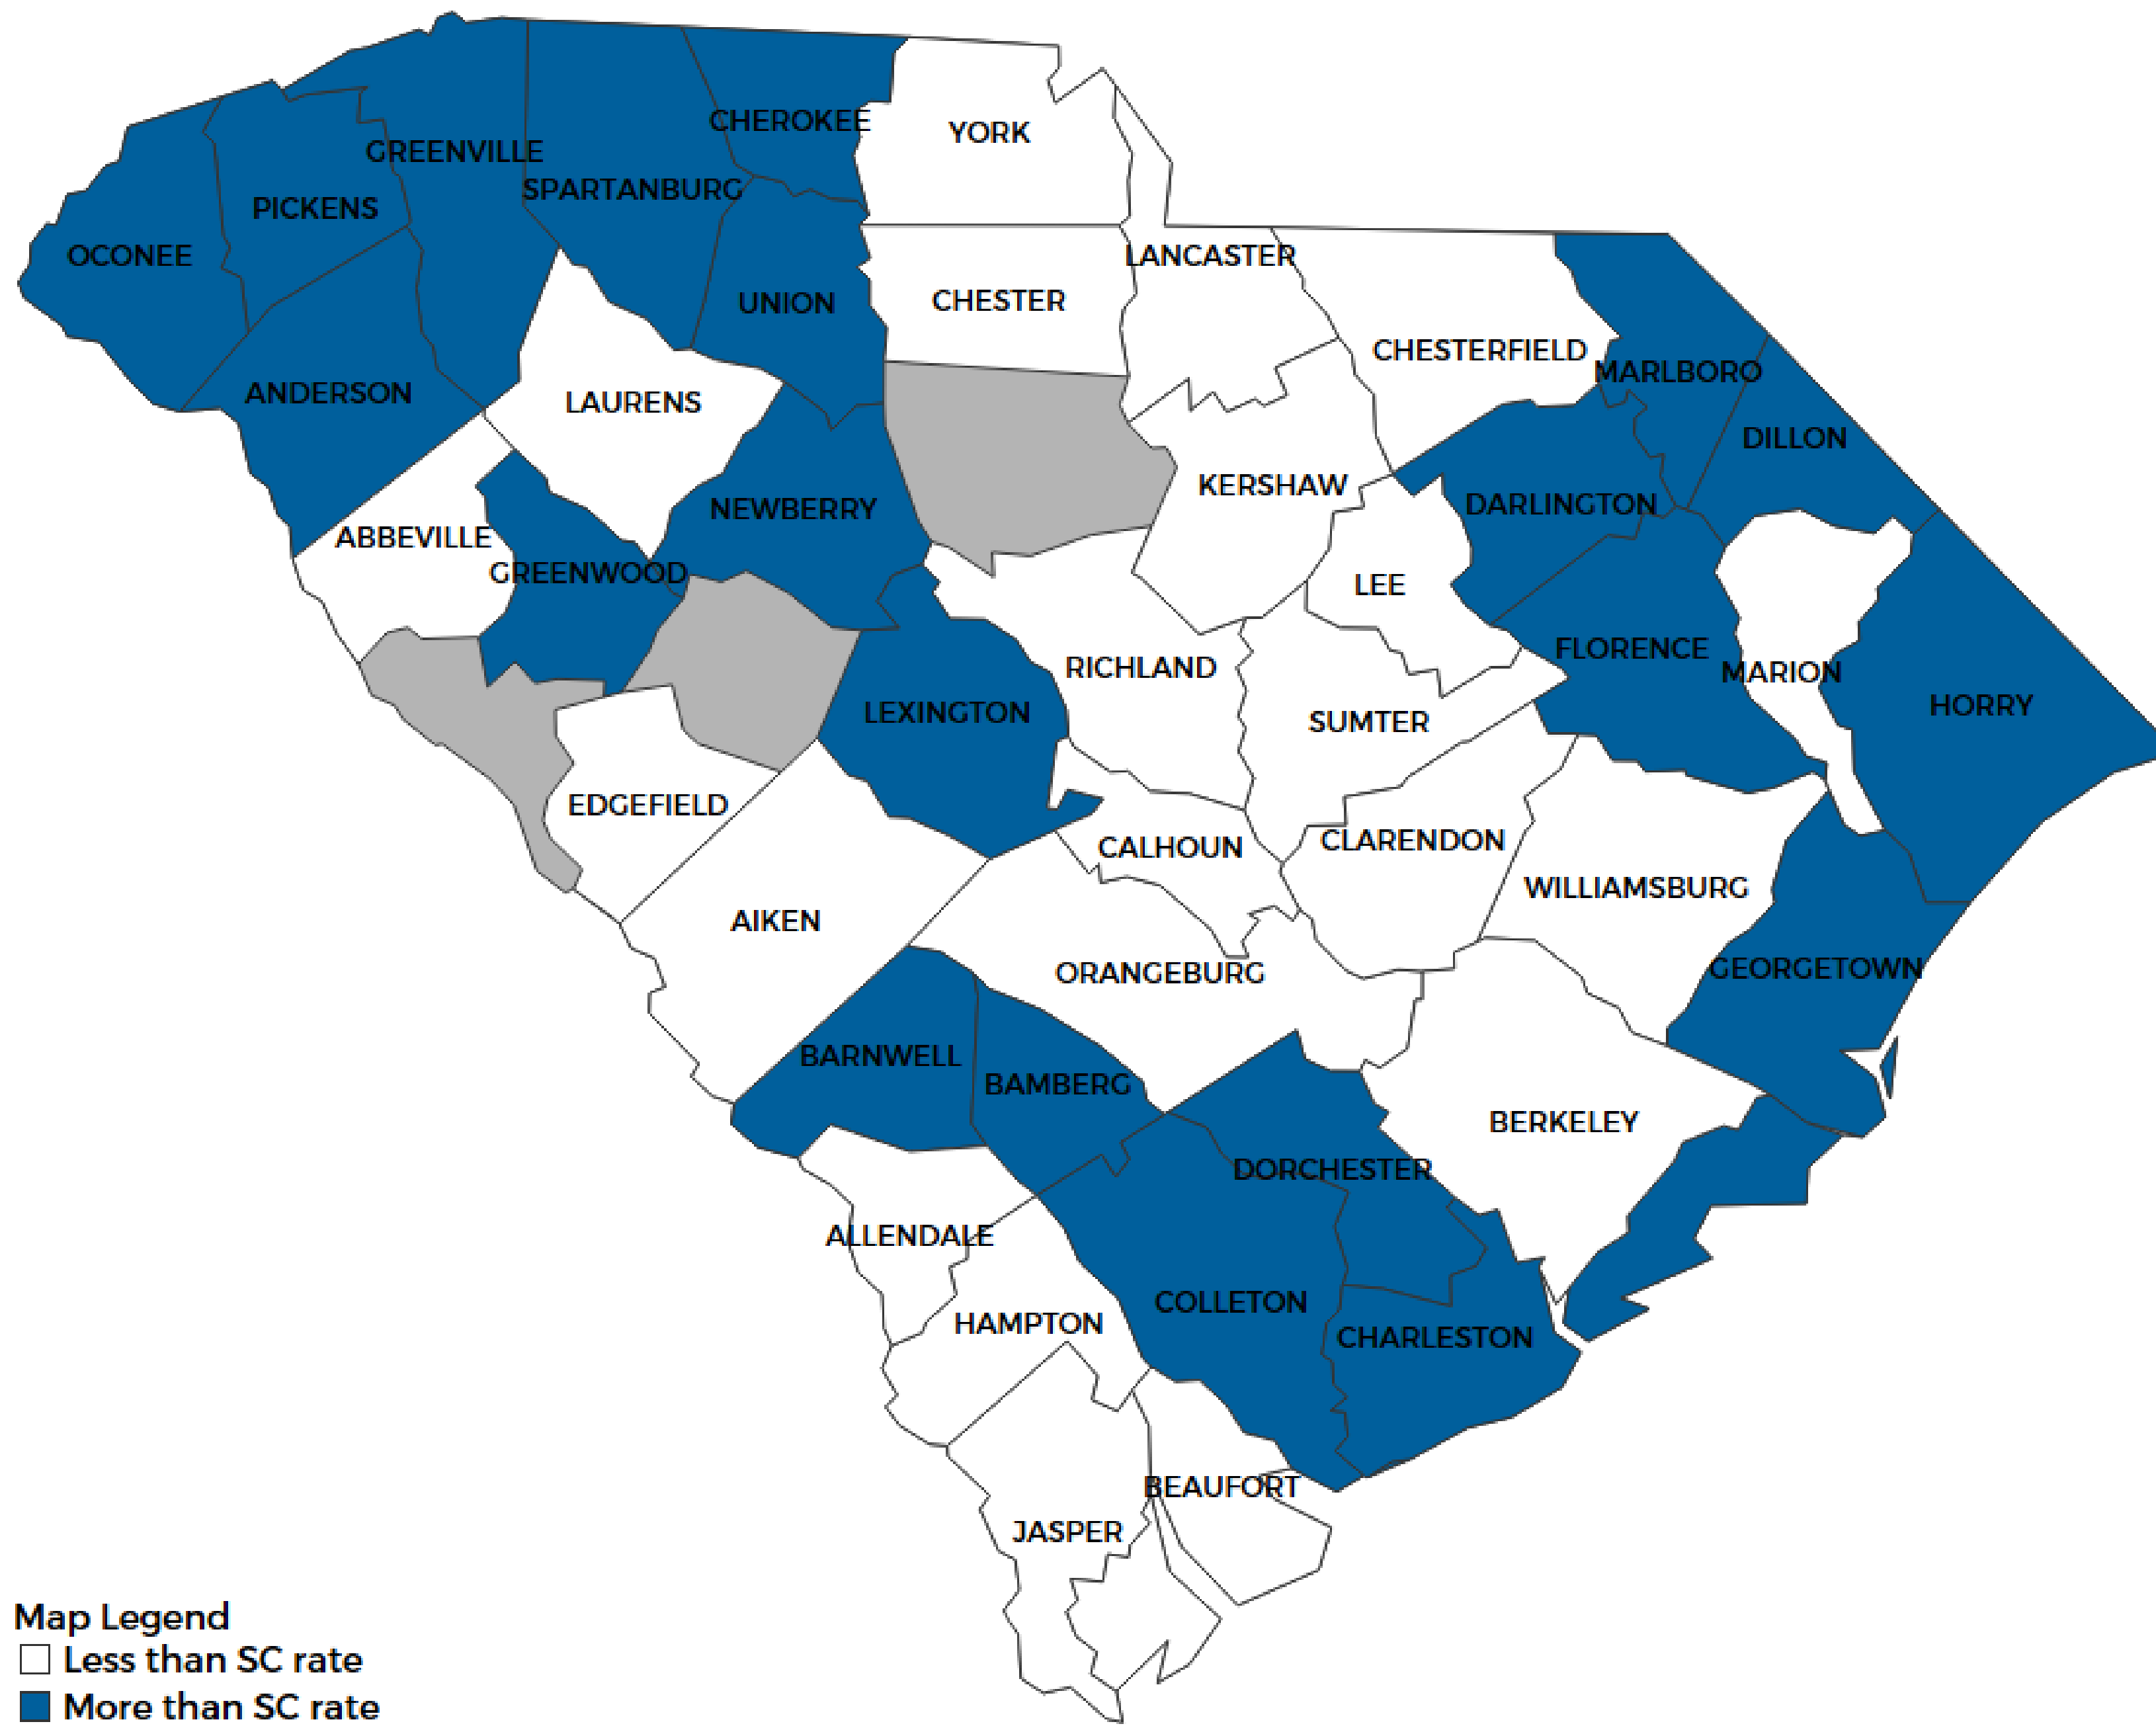 CHEROKEE
YORK
GREENVILLE
SPARTANBURG
PICKENS
OCONEE
LANCASTER
UNION
CHESTER
CHESTERFIELD
MARLBORO
ANDERSON
LAURENS
DILLON
KERSHAW
DARLINGTON
NEWBERRY
ABBEVILLE
GREENWOOD
LEE
FLORENCE
RICHLAND
MARION
HORRY
LEXINGTON
SUMTER
EDGEFIELD
CLARENDON
CALHOUN
WILLIAMSBURG
AIKEN
GEORGETOWN
ORANGEBURG
BARNWELL
BAMBERG
BERKELEY
DORCHESTER
ALLENDALE
COLLETON
HAMPTON
CHARLESTON
BEAUFORT
JASPER
Map Legend
Less than SC rate
More than SC rate